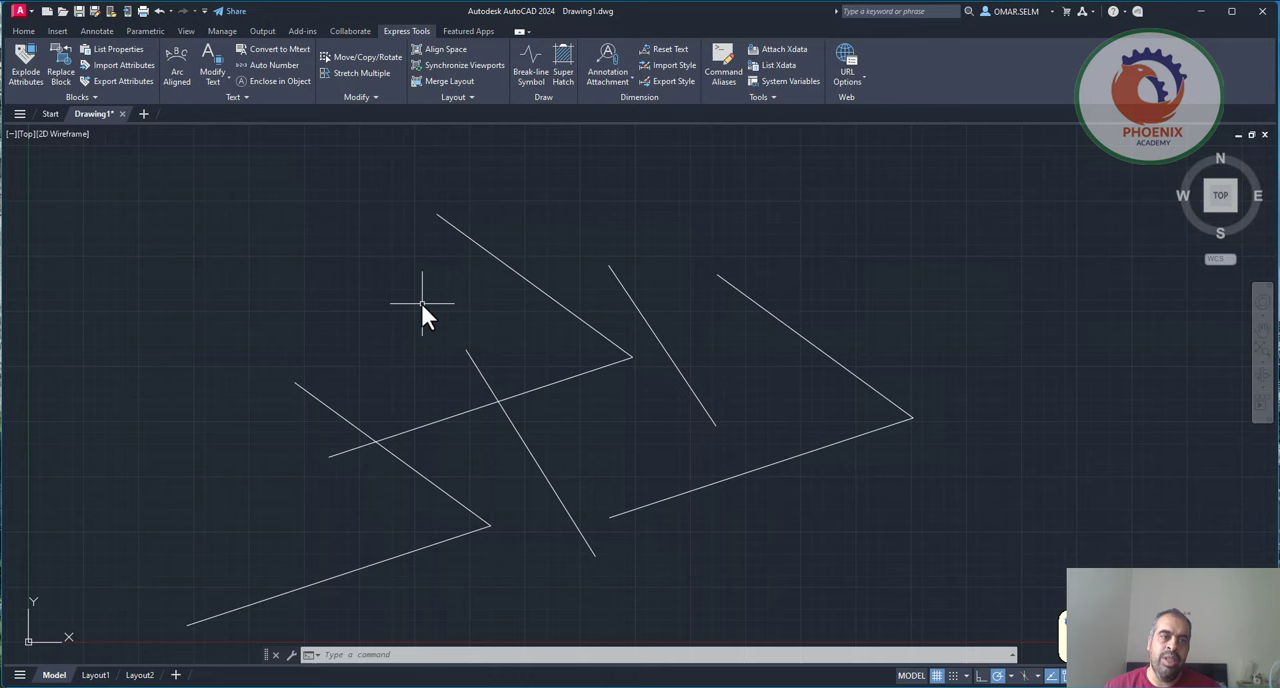 Share
Autodesk AutoCAD 2024 Drawing1.dwg
Type a keyword or phrase
OMAR.SELM
Home Insert Annotate Parametric View Manage Output Collaborate Express Tools Featured Apps
Explode Attributes
Replace Block
List Properties
Import Attributes
Export Attributes
Blocks
Arc Aligned
Modify Text
Convert to Mtext
Auto Number
Enclose in Object
Text
Move/Copy/Rotate
Stretch Multiple
Modify
Align Space
Synchronize Viewports
Merge Layout
Layout
Break-line Symbol
Super Hatch
Draw
Annotation Attachment
Reset Text
Import Style
Export Style
Dimension
Command Aliases
Attach Xdata
List Xdata
System Variables
Tools
URL Options
Web
Start Drawing1*
[−][Top][2D Wireframe]
PHOENIX
ACADEMY
N
W TOP E
S
WCS
Y
X
Type a command
Model Layout1 Layout2
MODEL